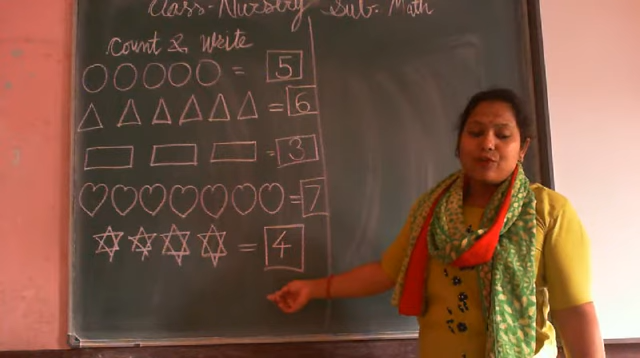 Class-Nursery Sub- Math
Count & Write
= 5
= 6
= 3
= 7
= 4